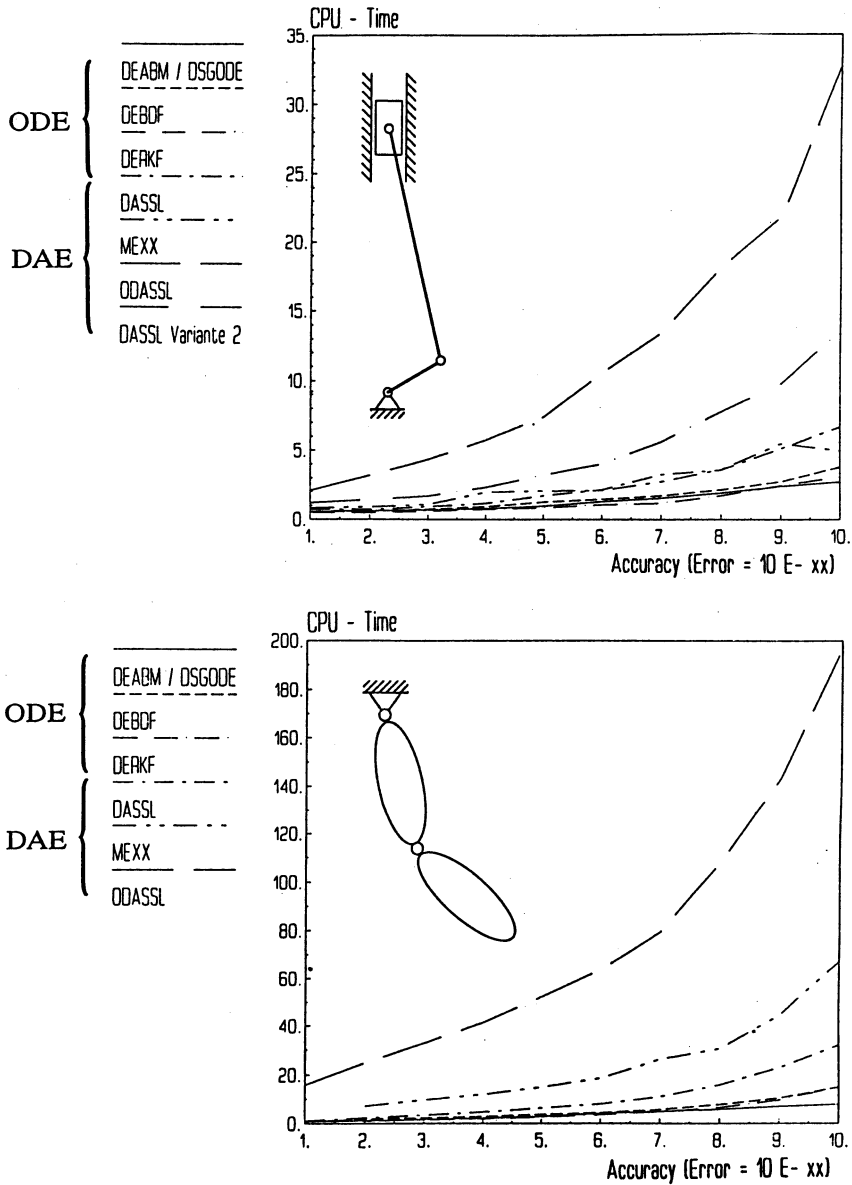 CPU - Time
35.
30.
25.
20.
15.
10.
5.
0.
1. 2. 3. 4. 5. 6. 7. 8. 9. 10.
Accuracy (Error = 10 E- xx)
ODE
DEABM / DSGODE
DEBDF
DERKF
DAE
DASSL
MEXX
ODASSL
DASSL Variante 2
CPU - Time
200.
180.
160.
140.
120.
100.
80.
60.
40.
20.
0.
1. 2. 3. 4. 5. 6. 7. 8. 9. 10.
Accuracy (Error = 10 E- xx)
ODE
DEABM / DSGODE
DEBDF
DERKF
DAE
DASSL
MEXX
ODASSL